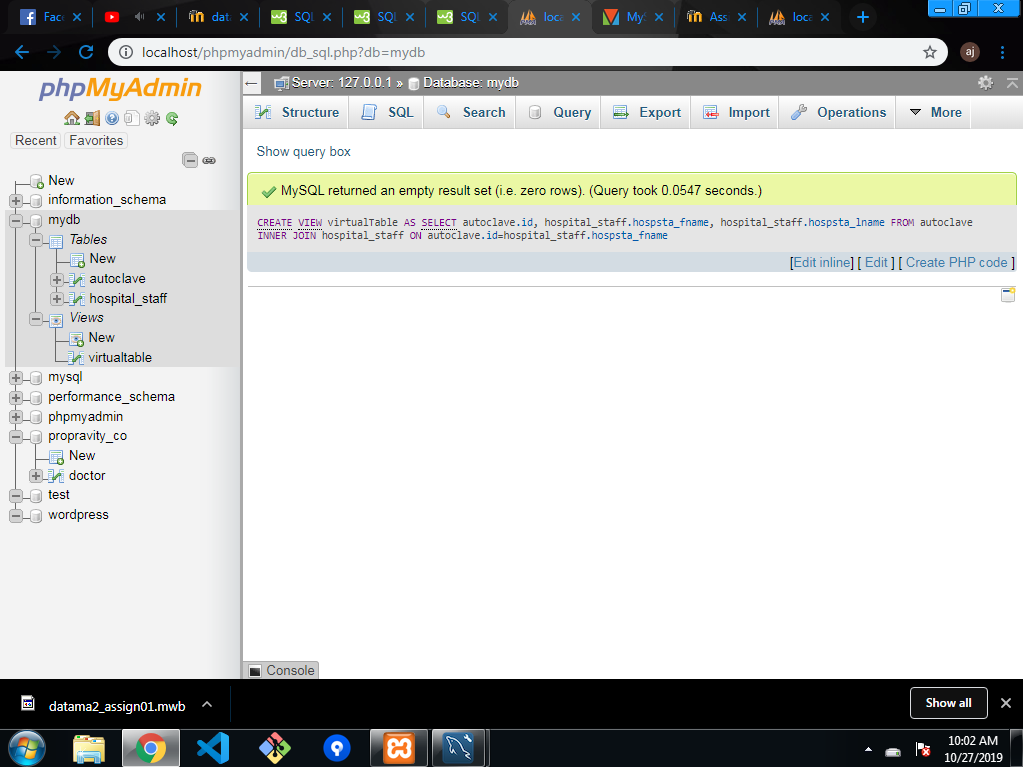 Fac
data
SQL
SQL
SQL
loca
My
Ass
loca
localhost/phpmyadmin/db_sql.php?db=mydb
aj
phpMyAdmin
Recent
Favorites
New
information_schema
mydb
Tables
New
autoclave
hospital_staff
Views
New
virtualtable
mysql
performance_schema
phpmyadmin
propravity_co
New
doctor
test
wordpress
Server: 127.0.0.1 » Database: mydb
Structure SQL Search Query Export Import Operations More
Show query box
MySQL returned an empty result set (i.e. zero rows). (Query took 0.0547 seconds.)
CREATE VIEW virtualTable AS SELECT autoclave.id, hospital_staff.hospsta_fname, hospital_staff.hospsta_lname FROM autoclave
INNER JOIN hospital_staff ON autoclave.id=hospital_staff.hospsta_fname
[Edit inline] [ Edit ] [ Create PHP code ]
Console
datama2_assign01.mwb
Show all
10:02 AM
10/27/2019